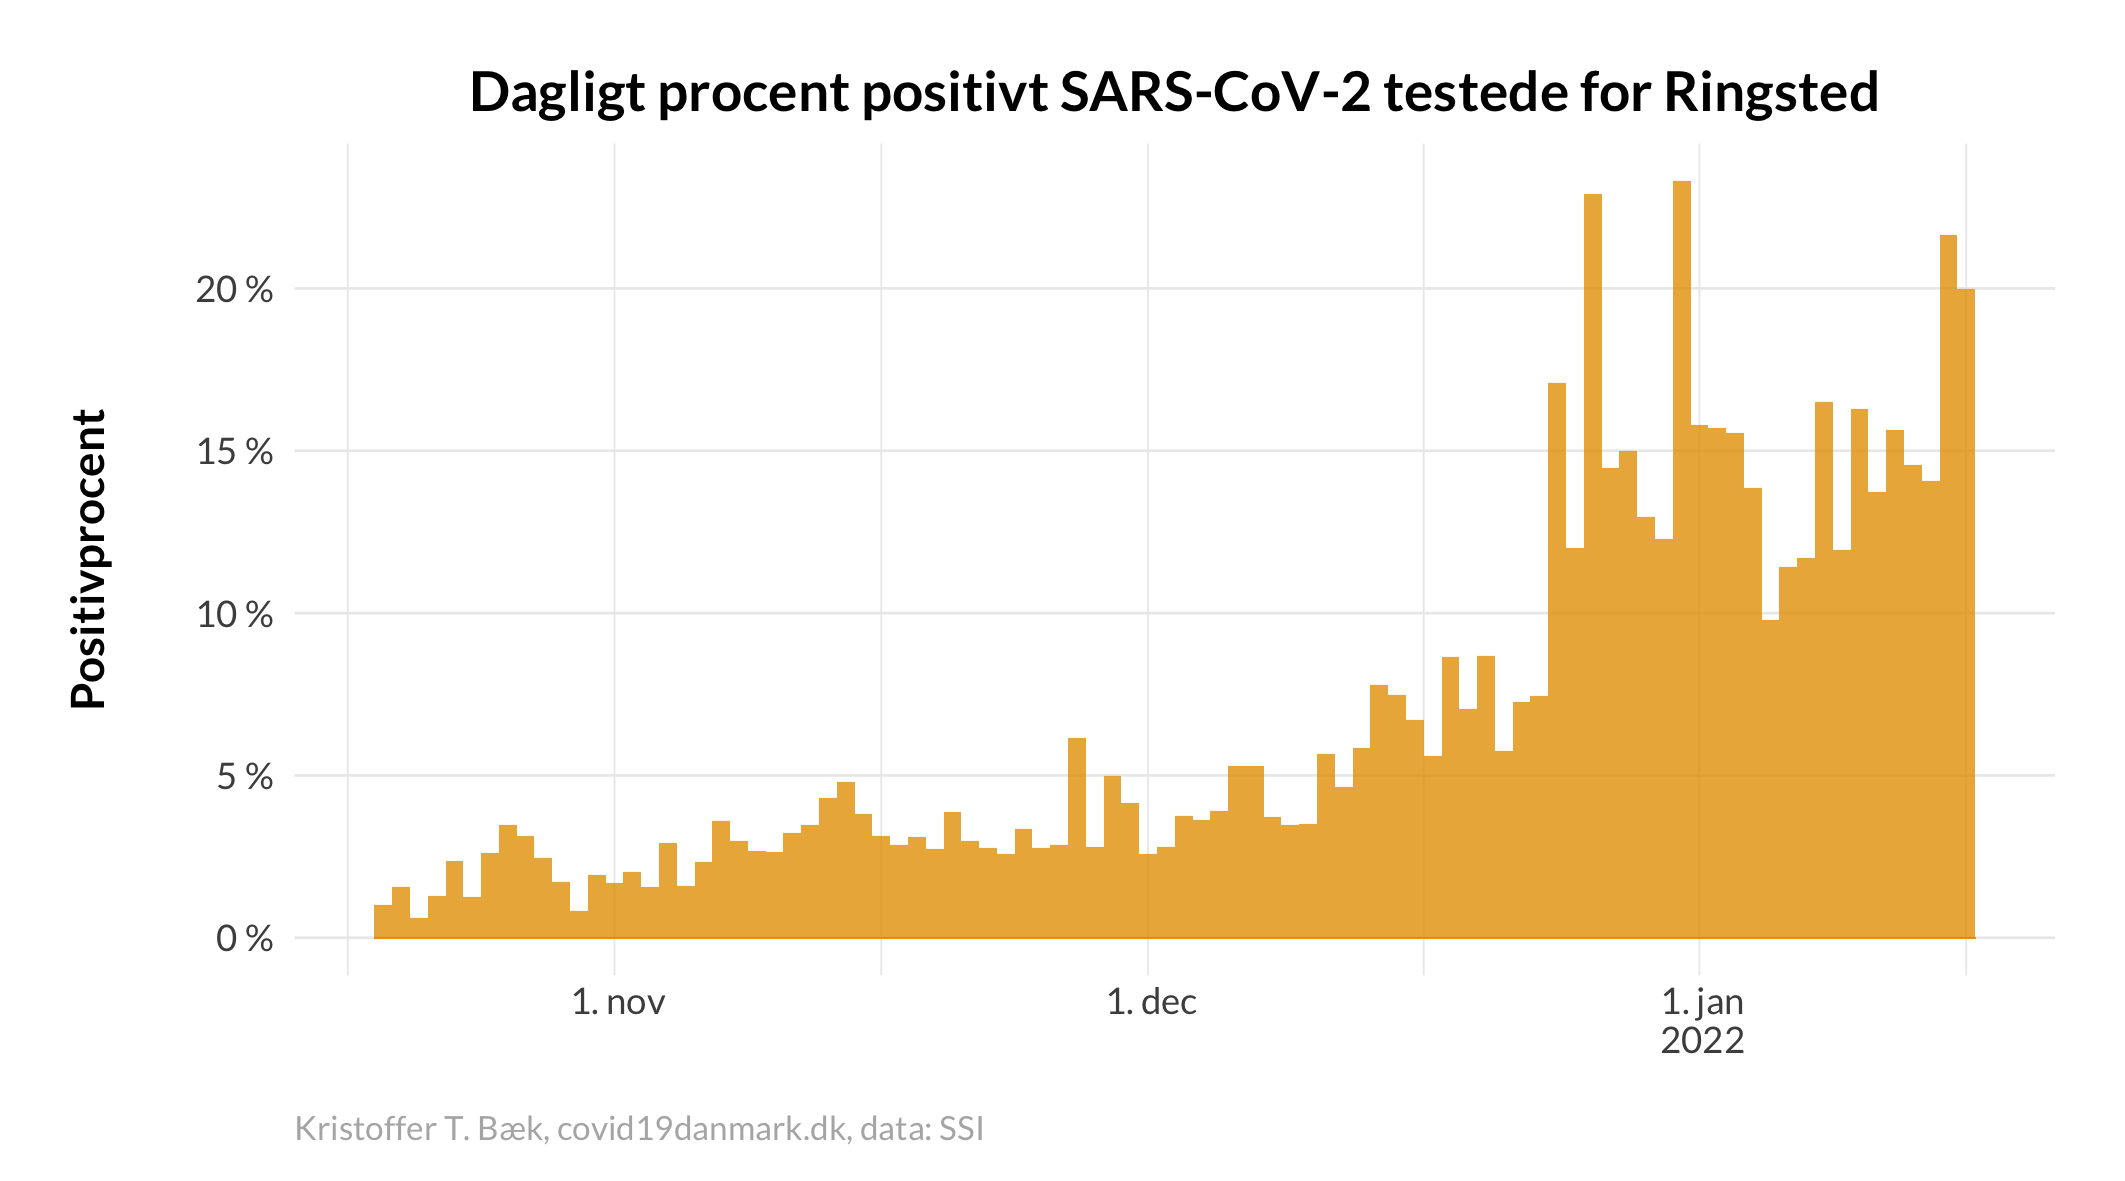 Dagligt procent positivt SARS-CoV-2 testede for Ringsted
Positivprocent
20 %
15 %
10 %
5 %
0 %
1. nov
1. dec
1. jan
2022
Kristoffer T. Bæk, covid19danmark.dk, data: SSI